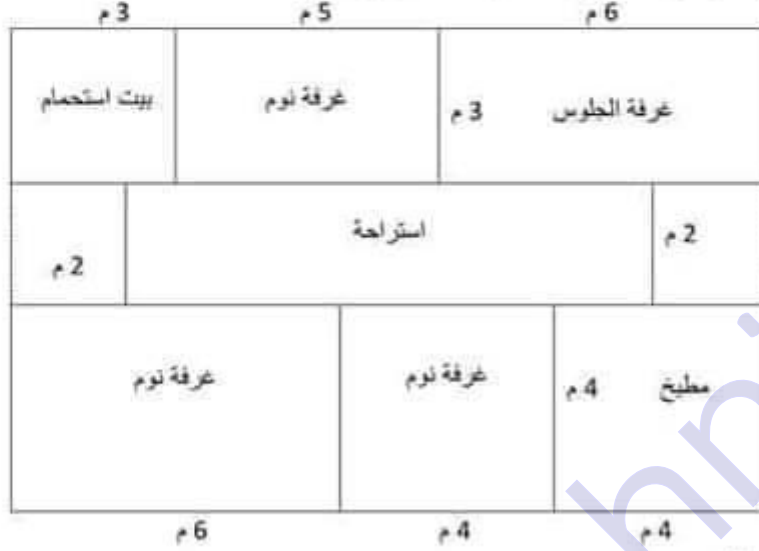 6 م 5 م 3 م
غرفة الجلوس 3 م غرفة نوم بيت استحمام
2 م استراحة 2 م
مطبخ 4 م غرفة نوم غرفة نوم
4 م 4 م 6 م